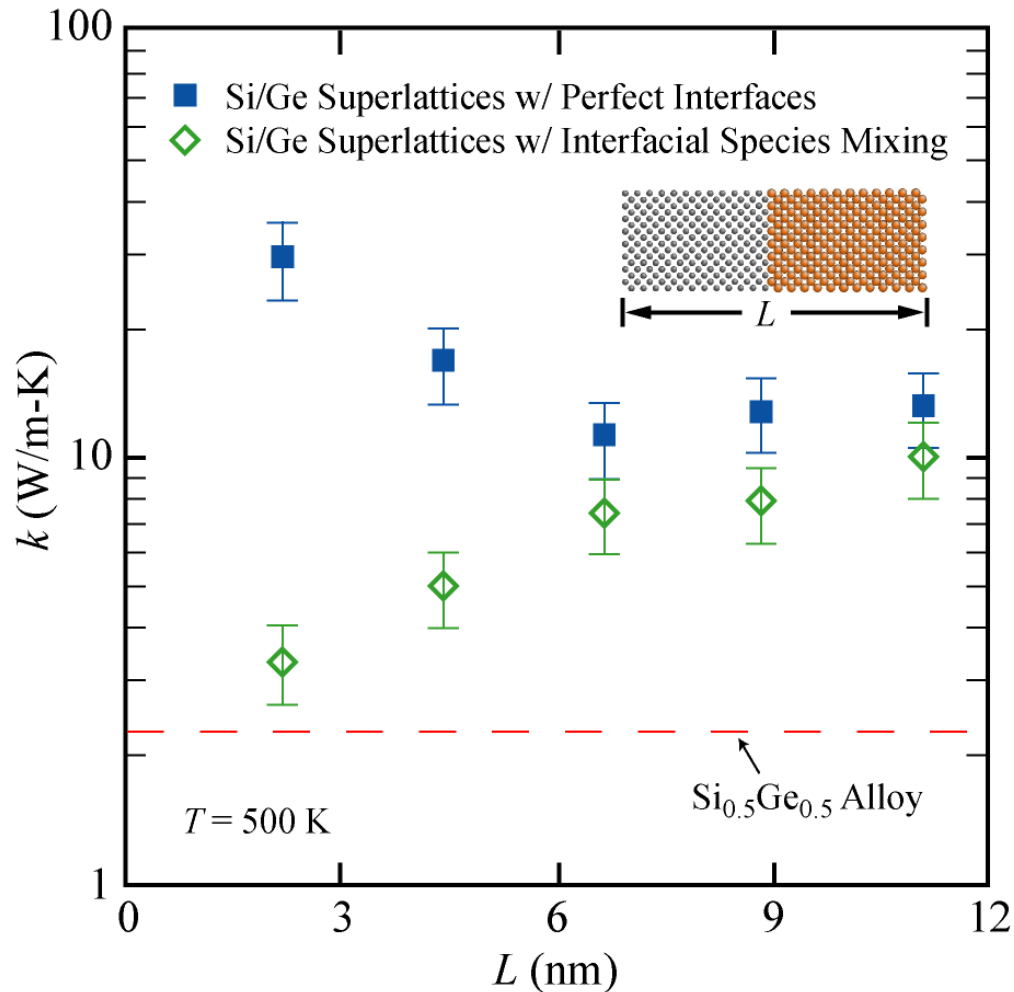 100
Si/Ge Superlattices w/ Perfect Interfaces
Si/Ge Superlattices w/ Interfacial Species Mixing
L
k (W/m-K)
10
Si0.5Ge0.5 Alloy
T = 500 K
1
0 3 6 9 12
L (nm)